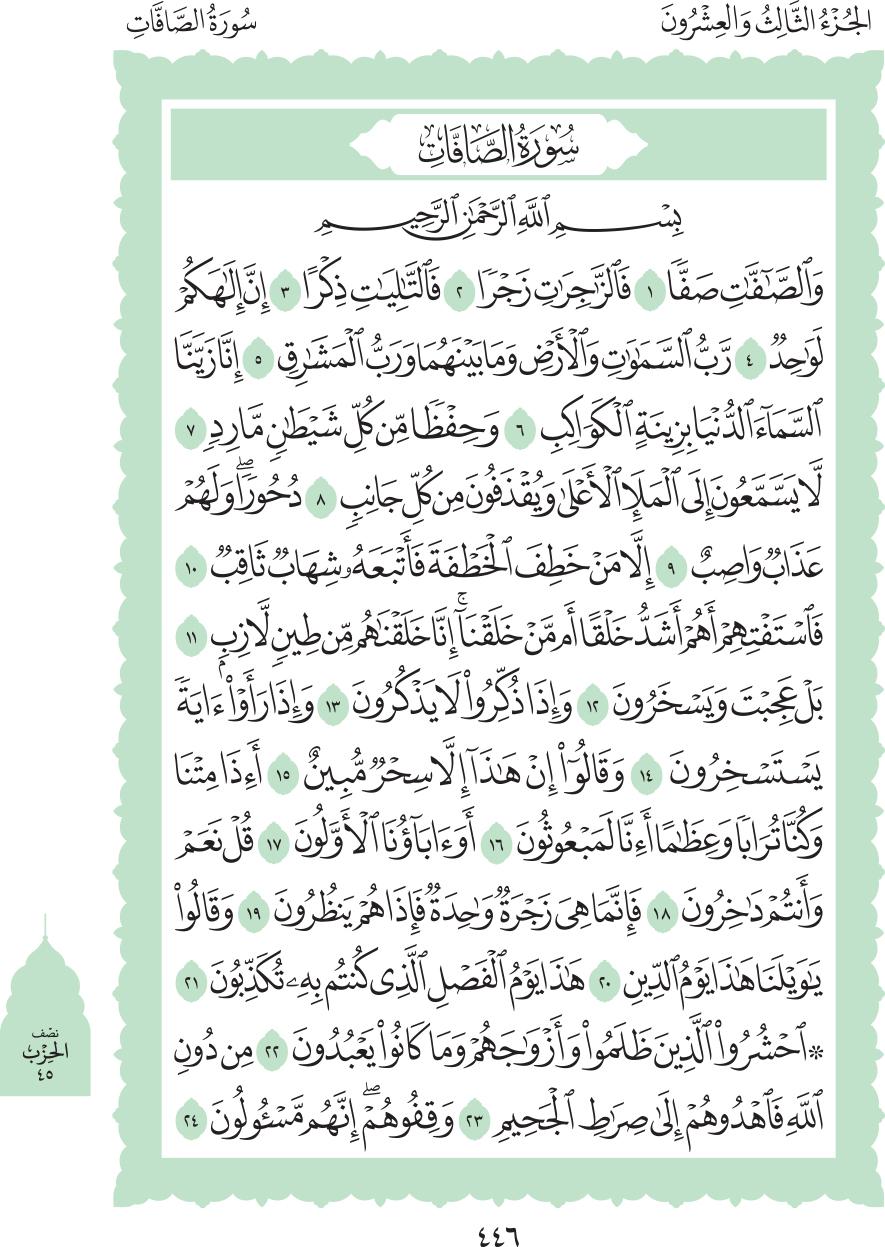 الجُزْءُ الثَّالِثُ وَالعِشْرُونَ
سُورَةُ الصَّافَّاتِ
سُورَةُ الصَّافَّاتِ
بِسْمِ ٱللَّهِ ٱلرَّحْمَٰنِ ٱلرَّحِيمِ
وَٱلصَّٰٓفَّٰتِ صَفّٗا ١ فَٱلزَّٰجِرَٰتِ زَجۡرٗا ٢ فَٱلتَّٰلِيَٰتِ ذِكۡرًا ٣ إِنَّ إِلَٰهَكُمۡ
لَوَٰحِدٞ ٤ رَّبُّ ٱلسَّمَٰوَٰتِ وَٱلۡأَرۡضِ وَمَا بَيۡنَهُمَا وَرَبُّ ٱلۡمَشَٰرِقِ ٥ إِنَّا زَيَّنَّا
ٱلسَّمَآءَ ٱلدُّنۡيَا بِزِينَةٍ ٱلۡكَوَاكِبِ ٦ وَحِفۡظٗا مِّن كُلِّ شَيۡطَٰنٖ مَّارِدٖ ٧
لَّا يَسَّمَّعُونَ إِلَى ٱلۡمَلَإِ ٱلۡأَعۡلَىٰ وَيُقۡذَفُونَ مِن كُلِّ جَانِبٖ ٨ دُحُورٗاۖ وَلَهُمۡ
عَذَابٞ وَاصِبٌ ٩ إِلَّا مَنۡ خَطِفَ ٱلۡخَطۡفَةَ فَأَتۡبَعَهُۥ شِهَابٞ ثَاقِبٞ ١٠
فَٱسۡتَفۡتِهِمۡ أَهُمۡ أَشَدُّ خَلۡقًا أَم مَّنۡ خَلَقۡنَآۚ إِنَّا خَلَقۡنَٰهُم مِّن طِينٖ لَّازِبِۭ ١١
بَلۡ عَجِبۡتَ وَيَسۡخَرُونَ ١٢ وَإِذَا ذُكِّرُواْ لَا يَذۡكُرُونَ ١٣ وَإِذَا رَأَوۡاْ ءَايَةٗ
يَسۡتَسۡخِرُونَ ١٤ وَقَالُوٓاْ إِنۡ هَٰذَآ إِلَّا سِحۡرٞ مُّبِينٌ ١٥ أَءِذَا مِتۡنَا
وَكُنَّا تُرَابٗا وَعِظَٰمًا أَءِنَّا لَمَبۡعُوثُونَ ١٦ أَوَءَابَآؤُنَا ٱلۡأَوَّلُونَ ١٧ قُلۡ نَعَمۡ
وَأَنتُمۡ دَٰخِرُونَ ١٨ فَإِنَّمَا هِيَ زَجۡرَةٞ وَٰحِدَةٞ فَإِذَا هُمۡ يَنظُرُونَ ١٩ وَقَالُواْ
يَٰوَيۡلَنَا هَٰذَا يَوۡمُ ٱلدِّينِ ٢٠ هَٰذَا يَوۡمُ ٱلۡفَصۡلِ ٱلَّذِي كُنتُم بِهِۦ تُكَذِّبُونَ ٢١
۞ ٱحۡشُرُواْ ٱلَّذِينَ ظَلَمُواْ وَأَزۡوَٰجَهُمۡ وَمَا كَانُواْ يَعۡبُدُونَ ٢٢ مِن دُونِ
ٱللَّهِ فَٱهۡدُوهُمۡ إِلَىٰ صِرَٰطِ ٱلۡجَحِيمِ ٢٣ وَقِفُوهُمۡۖ إِنَّهُم مَّسۡـُٔولُونَ ٢٤
نصف
الحزب
٤٥
٤٤٦